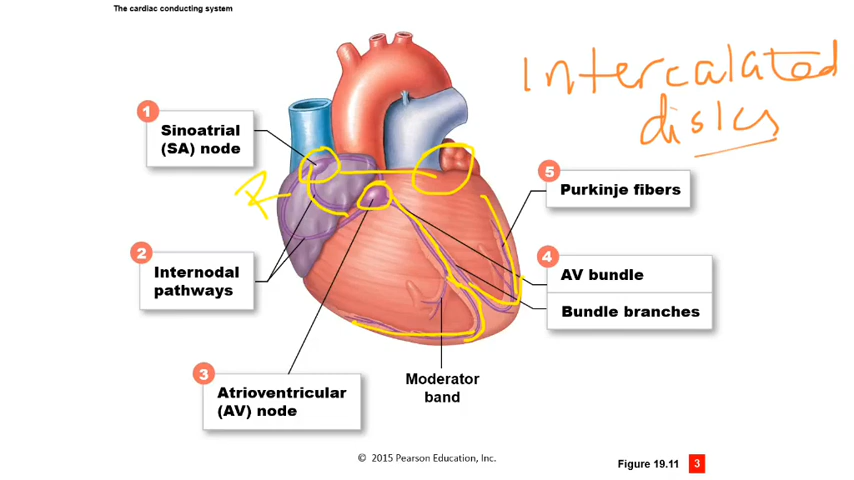 The cardiac conducting system
Intercalated
disks
1
Sinoatrial
(SA) node
R
5
Purkinje fibers
2
Internodal
pathways
4
AV bundle
Bundle branches
3
Atrioventricular
(AV) node
Moderator
band
© 2015 Pearson Education, Inc.
Figure 19.11 3